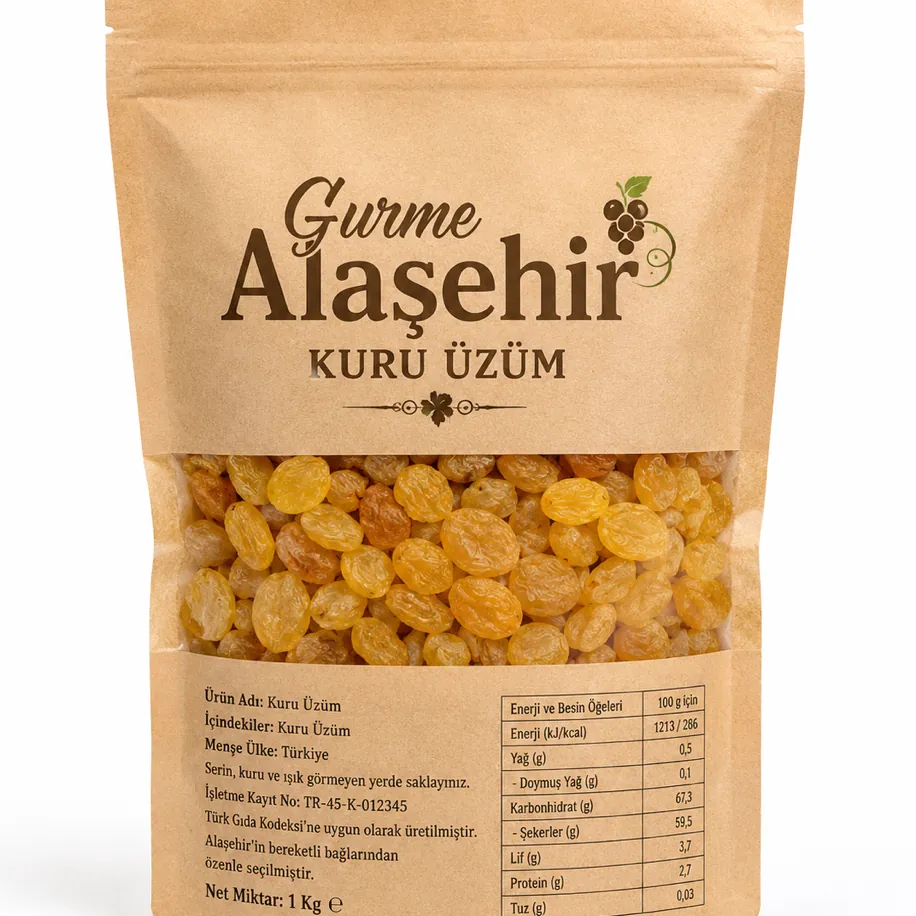 Gurme
Alaşehir
KURU ÜZÜM
Ürün Adı: Kuru Üzüm
İçindekiler: Kuru Üzüm
Menşe Ülke: Türkiye
Serin, kuru ve ışık görmeyen yerde saklayınız.
İşletme Kayıt No: TR-45-K-012345
Türk Gıda Kodeksi'ne uygun olarak üretilmiştir.
Alaşehir'in bereketli bağlarından
özenle seçilmiştir.
Net Miktar: 1 Kg ℮
Enerji ve Besin Öğeleri 100 g için
Enerji (kJ/kcal) 1213 / 286
Yağ (g) 0,5
- Doymuş Yağ (g) 0,1
Karbonhidrat (g) 67,3
- Şekerler (g) 59,5
Lif (g) 3,7
Protein (g) 2,7
Tuz (g) 0,03